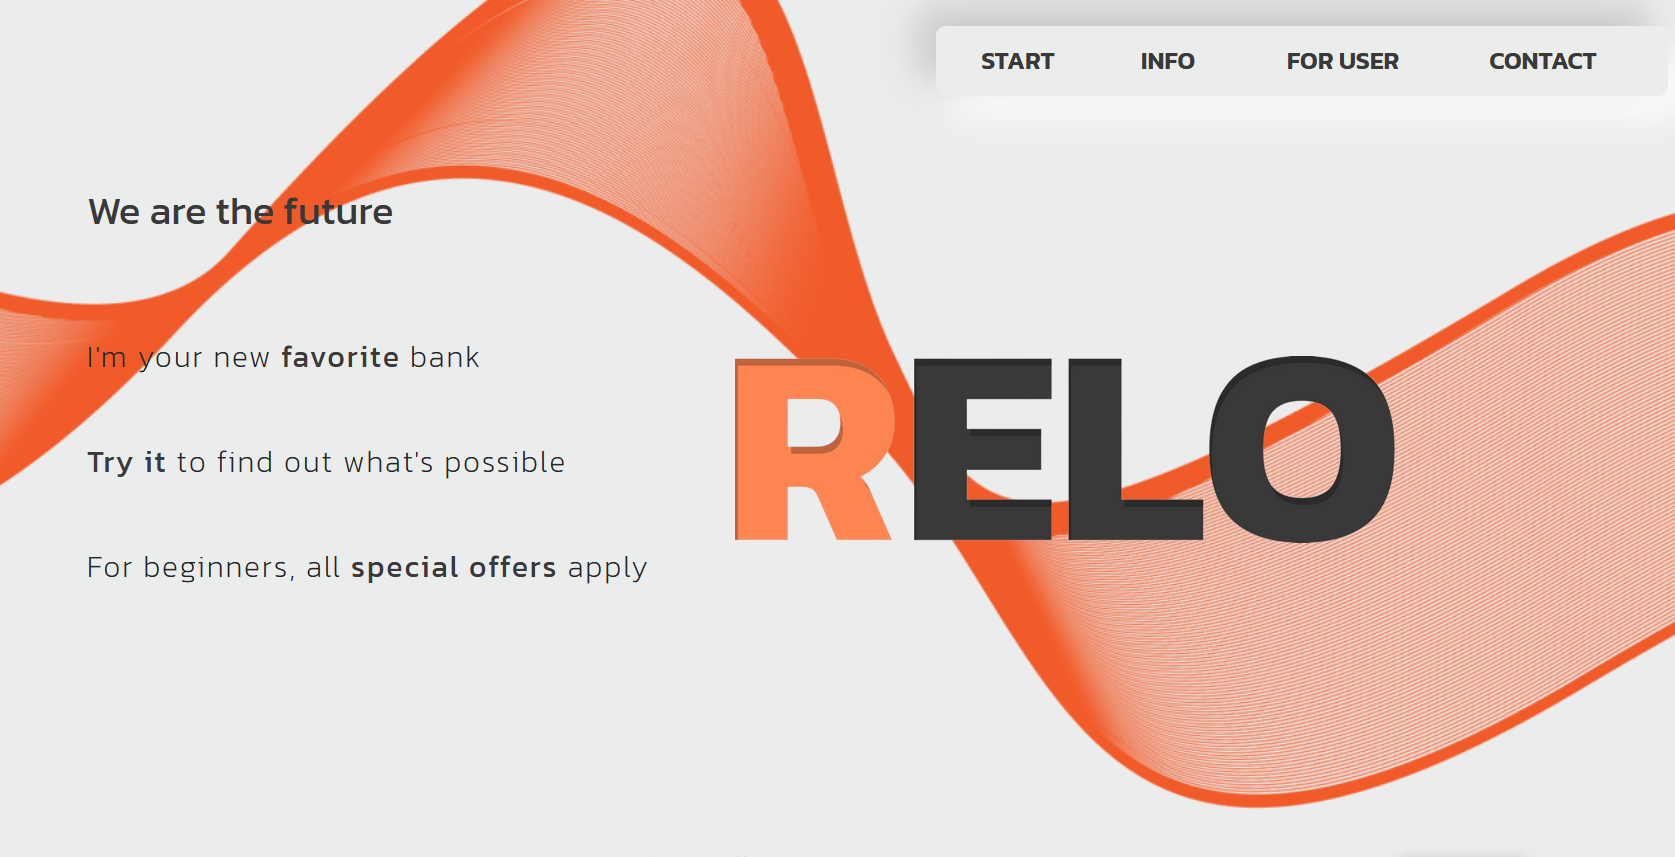 START INFO FOR USER CONTACT
We are the future
I'm your new favorite bank
Try it to find out what's possible
For beginners, all special offers apply
RELO